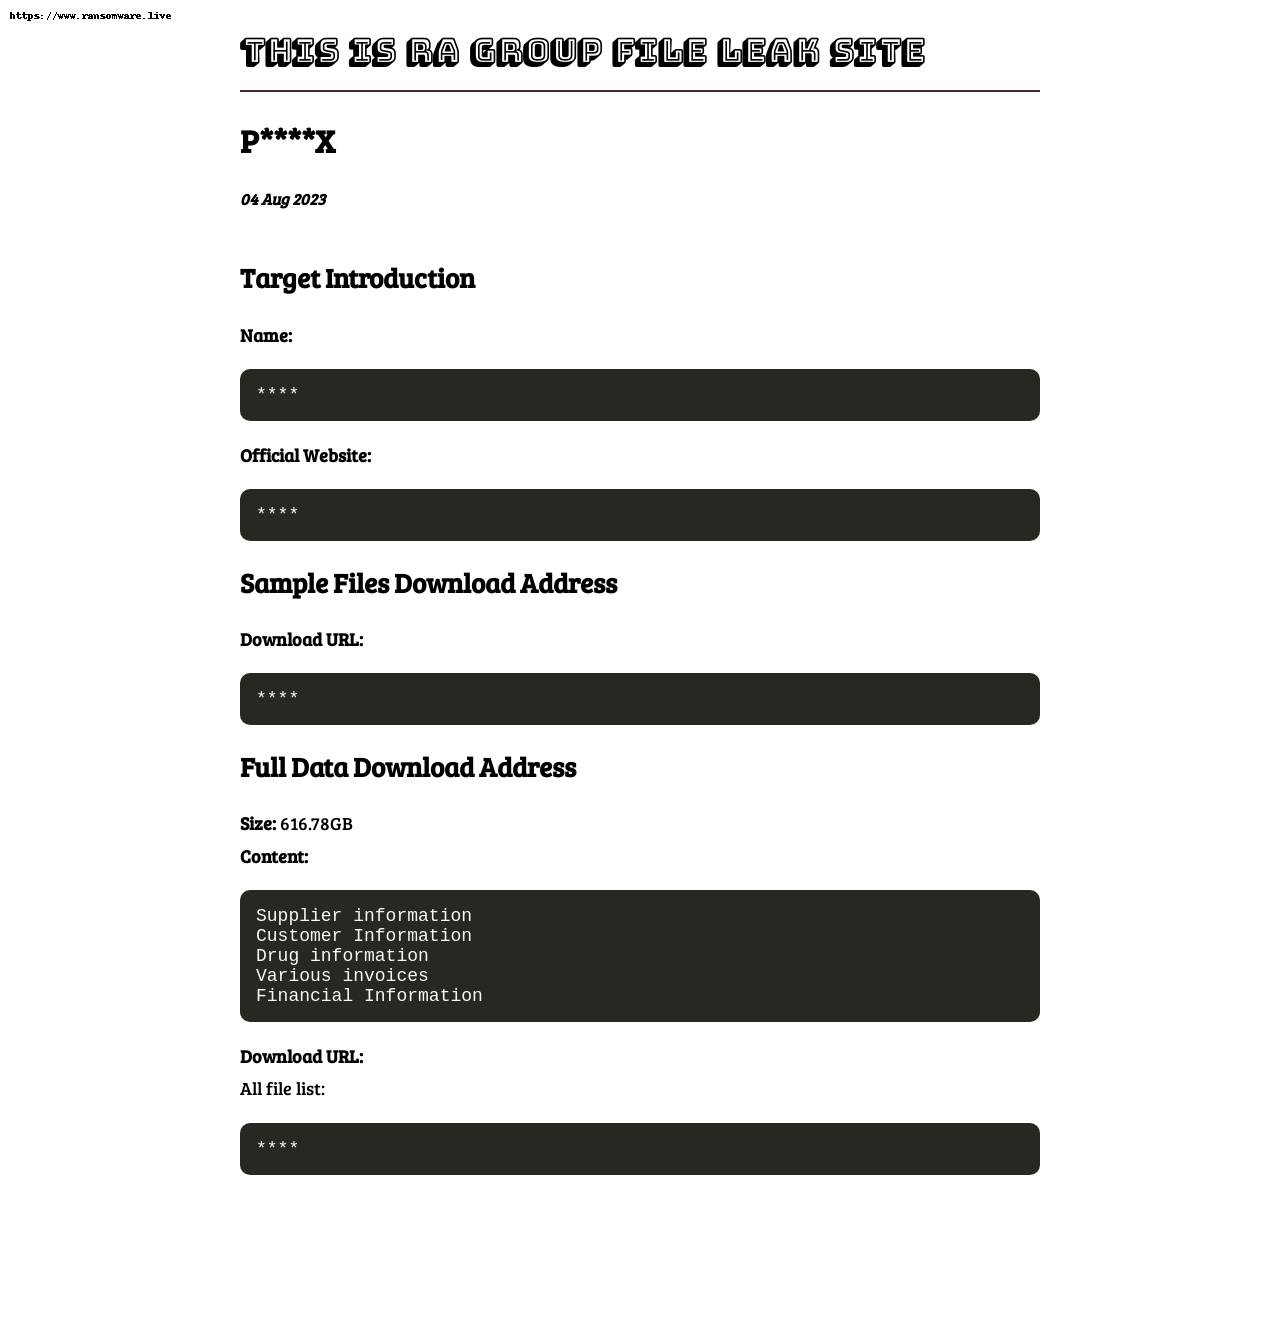 https://www.ransomware.live
THIS IS RA GROUP FILE LEAK SITE
P****X
04 Aug 2023
Target Introduction
Name:
****
Official Website:
****
Sample Files Download Address
Download URL:
****
Full Data Download Address
Size: 616.78GB
Content:
Supplier information
Customer Information
Drug information
Various invoices
Financial Information
Download URL:
All file list:
****